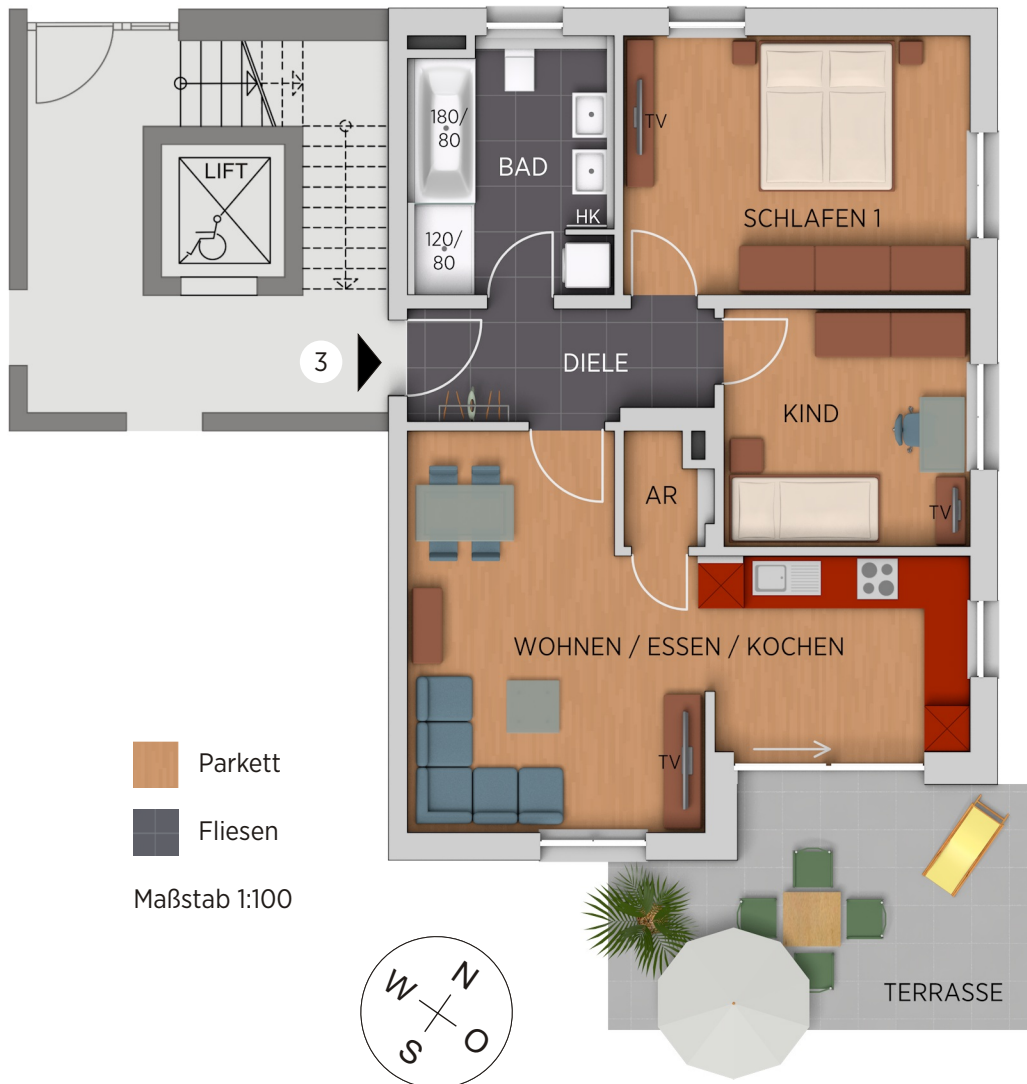 180/
80
BAD
TV
LIFT
HK
SCHLAFEN 1
120/
80
3
DIELE
KIND
AR
TV
WOHNEN / ESSEN / KOCHEN
TV
Parkett
Fliesen
Maßstab 1:100
TERRASSE
N
W
O
S